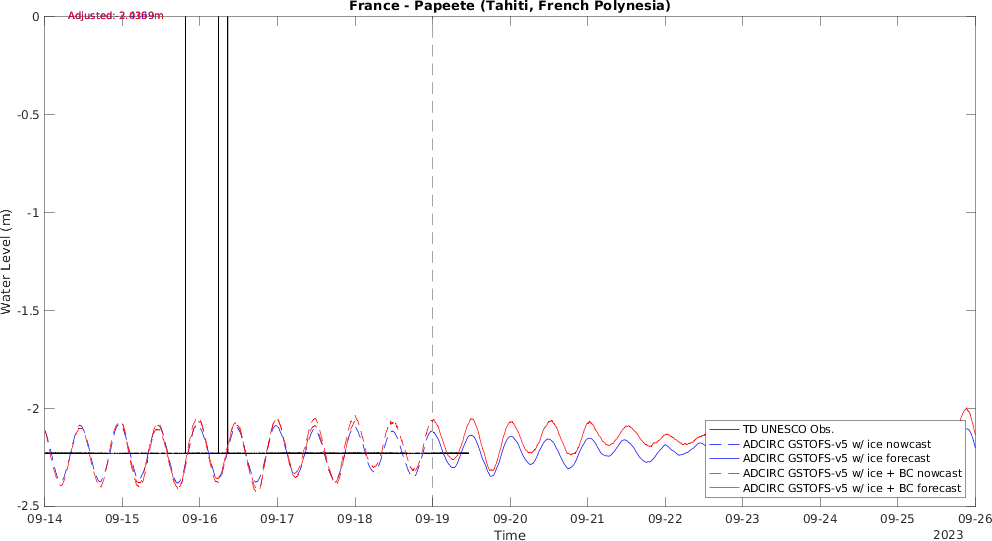 France - Papeete (Tahiti, French Polynesia)
Adjusted:
0
-0.5
-1
-1.5
-2
-2.5
Water Level (m)
TD UNESCO Obs.
ADCIRC GSTOFS-v5 w/ ice nowcast
ADCIRC GSTOFS-v5 w/ ice forecast
ADCIRC GSTOFS-v5 w/ ice + BC nowcast
ADCIRC GSTOFS-v5 w/ ice + BC forecast
09-14 09-15 09-16 09-17 09-18 09-19 09-20 09-21 09-22 09-23 09-24 09-25 09-26
Time
2023